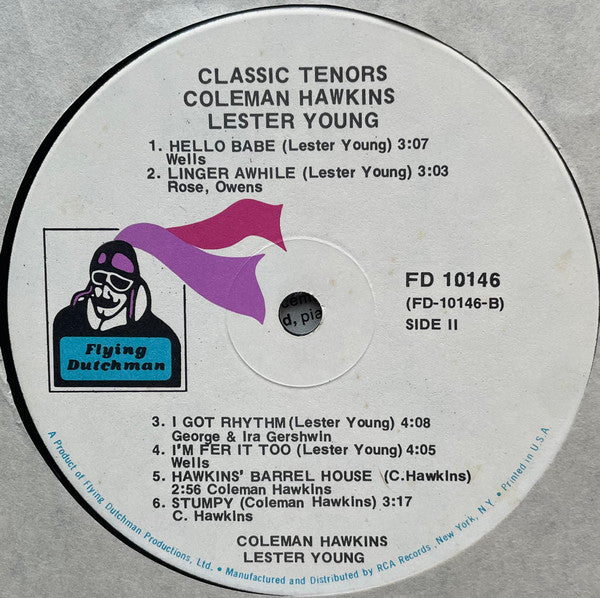 CLASSIC TENORS
COLEMAN HAWKINS
LESTER YOUNG
1. HELLO BABE (Lester Young) 3:07
Wells
2. LINGER AWHILE (Lester Young) 3:03
Rose, Owens
FD 10146
(FD-10146-B)
SIDE II
d, pia
Flying
Dutchman
3. I GOT RHYTHM (Lester Young) 4:08
George & Ira Gershwin
4. I'M FER IT TOO (Lester Young) 4:05
Wells
5. HAWKINS' BARREL HOUSE (C.Hawkins)
2:56 Coleman Hawkins
6. STUMPY (Coleman Hawkins) 3:17
C. Hawkins
COLEMAN HAWKINS
LESTER YOUNG
A Product of Flying Dutchman Productions, Ltd. • Manufactured and Distributed by RCA Records, New York, N.Y. • Printed in U.S.A